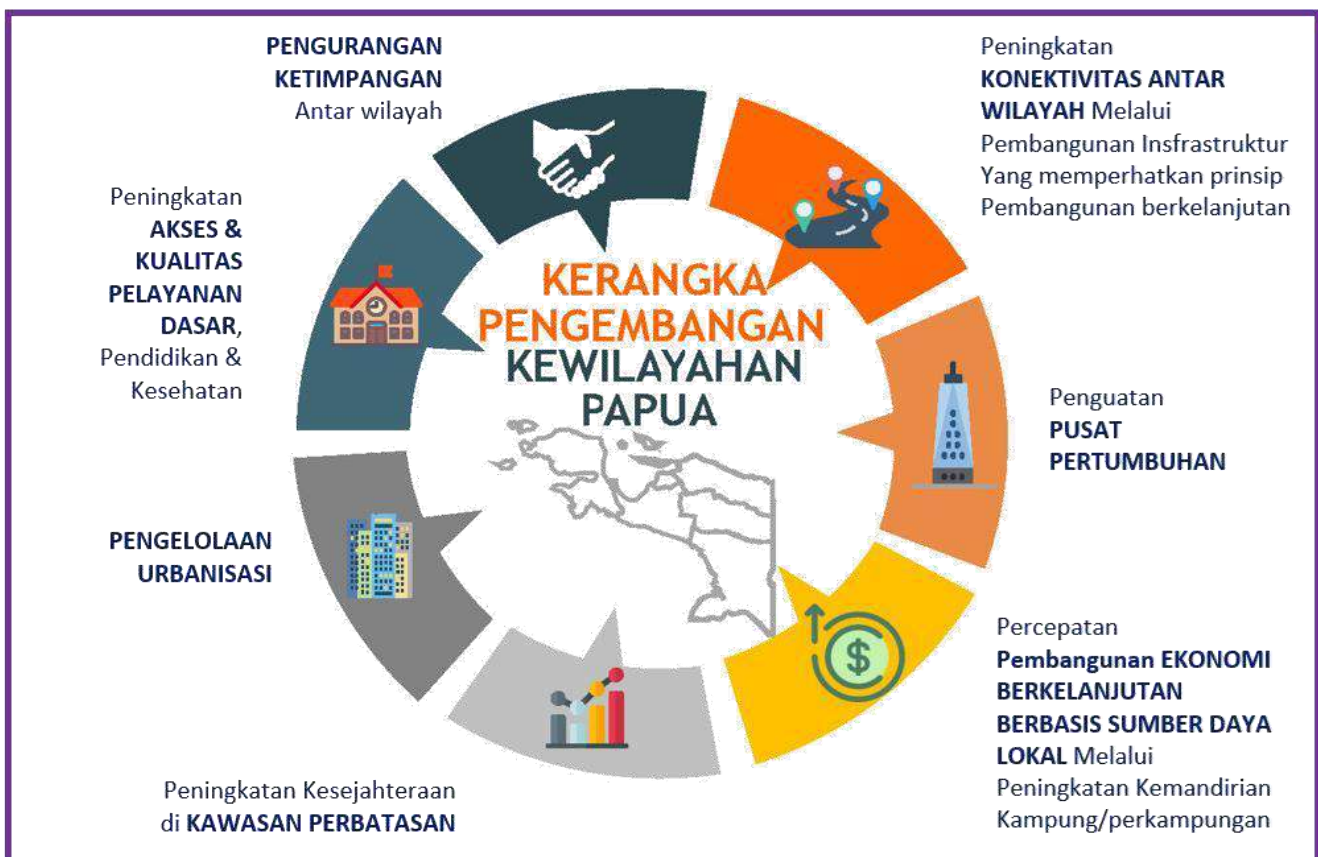 PENGURANGAN
KETIMPANGAN
Antar wilayah
Peningkatan
KONEKTIVITAS ANTAR
WILAYAH Melalui
Pembangunan Insfrastruktur
Yang memperhatkan prinsip
Pembangunan berkelanjutan
Peningkatan
AKSES &
KUALITAS
PELAYANAN
DASAR,
Pendidikan &
Kesehatan
KERANGKA
PENGEMBANGAN
KEWILAYAHAN
PAPUA
Penguatan
PUSAT
PERTUMBUHAN
PENGELOLAAN
URBANISASI
$
Percepatan
Pembangunan EKONOMI
BERKELANJUTAN
BERBASIS SUMBER DAYA
LOKAL Melalui
Peningkatan Kemandirian
Kampung/perkampungan
Peningkatan Kesejahteraan
di KAWASAN PERBATASAN